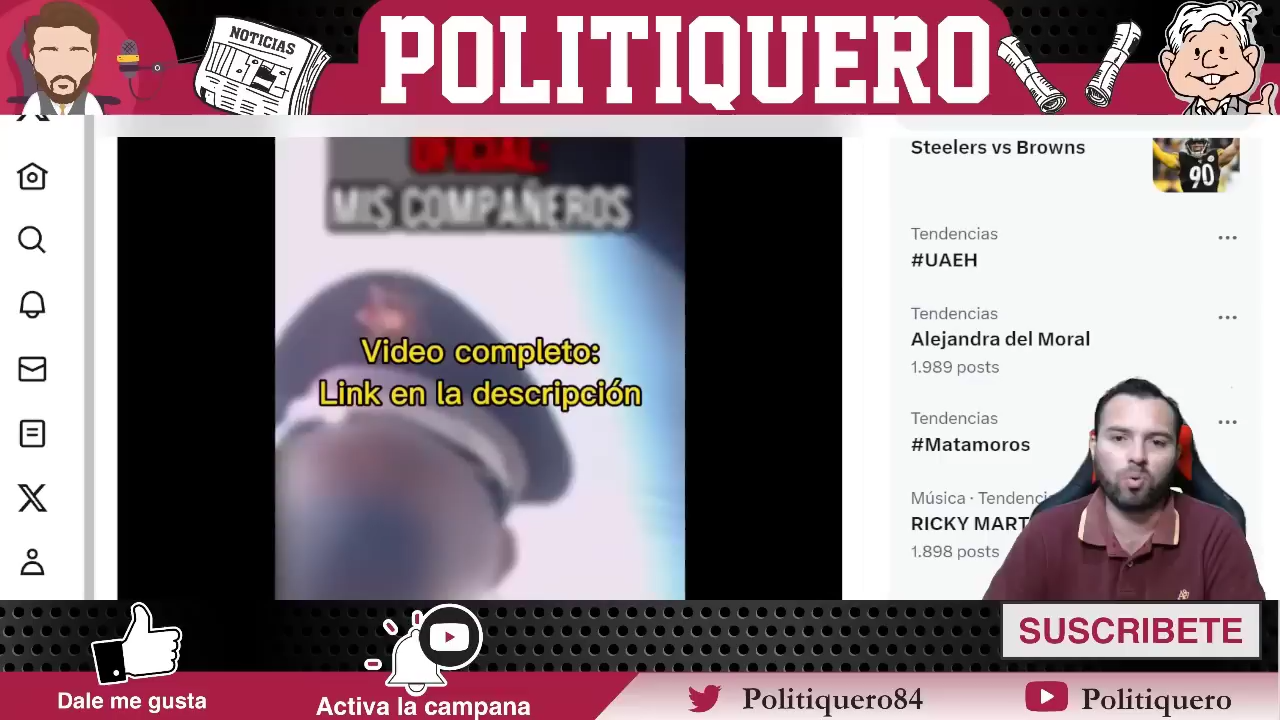 NOTICIAS
POLITIQUERO
OFICIAL:
MIS COMPAÑEROS
Video completo:
Link en la descripción
Steelers vs Browns
90
Tendencias
#UAEH
Tendencias
Alejandra del Moral
1.989 posts
Tendencias
#Matamoros
Música · Tendenci
RICKY MART
1.898 posts
SUSCRIBETE
Dale me gusta
Activa la campana
Politiquero84
Politiquero